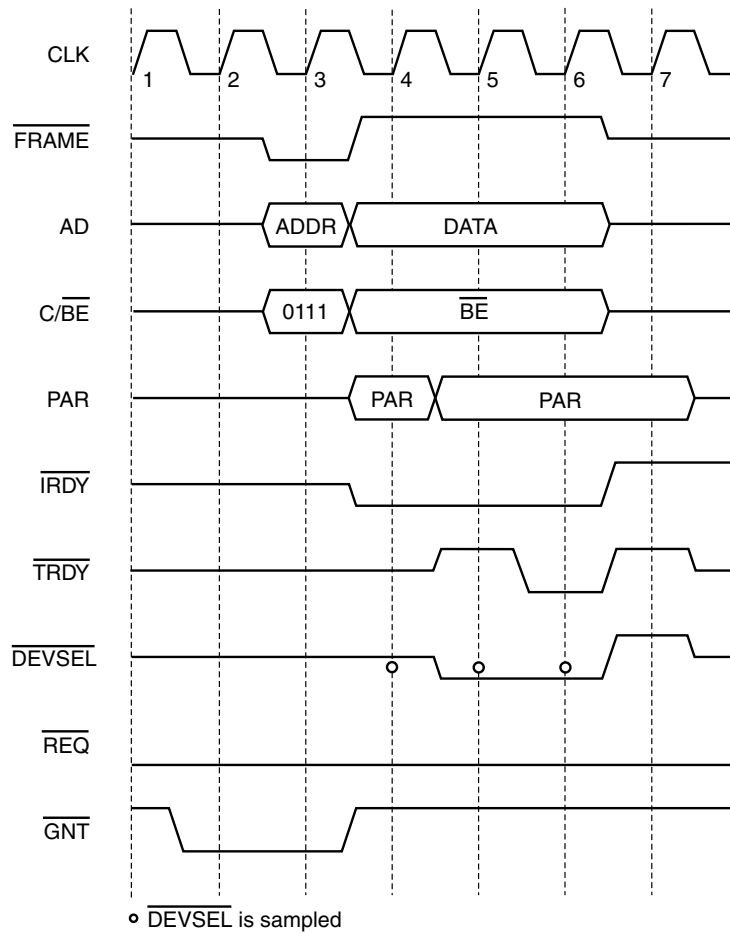 CLK
1 2 3 4 5 6 7
FRAME
AD ADDR DATA
C/BE 0111 BE
PAR PAR PAR
IRDY
TRDY
DEVSEL
REQ
GNT
DEVSEL is sampled